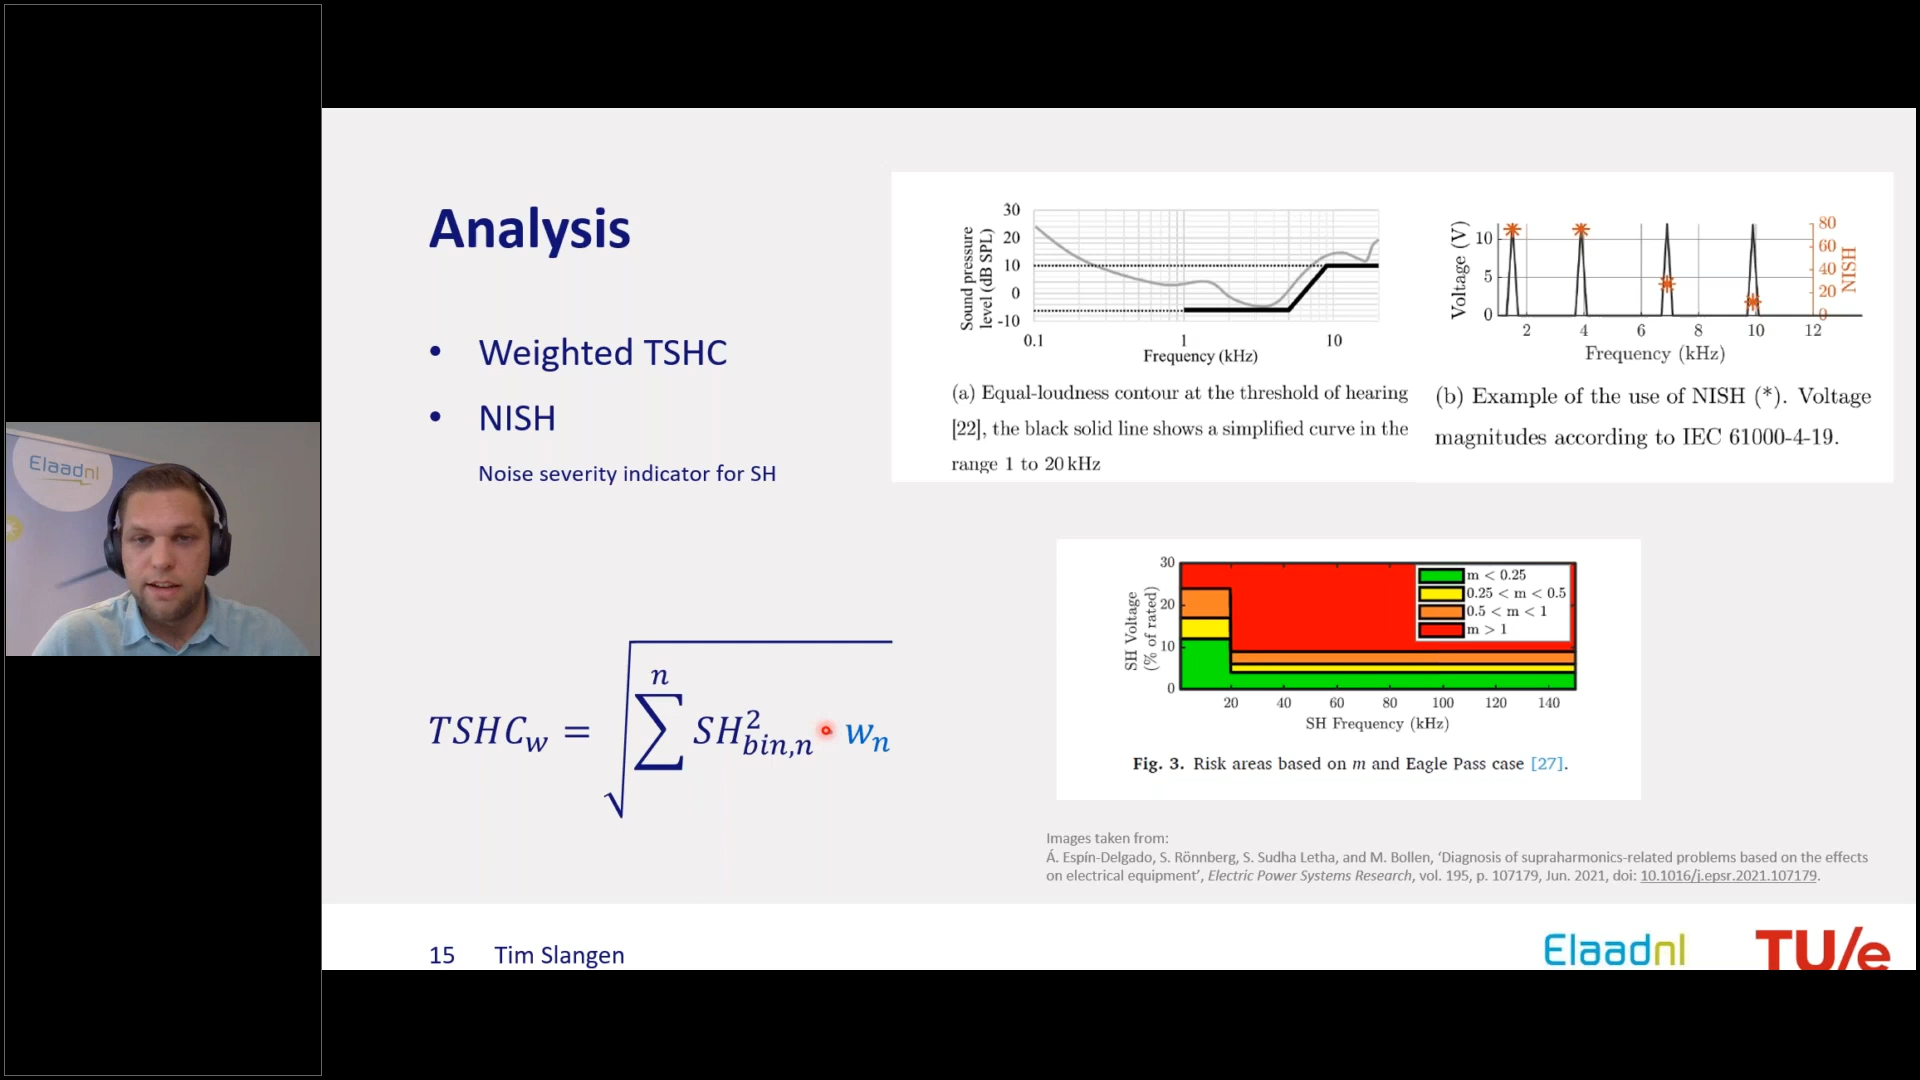 Elaadnl
Analysis
• Weighted TSHC
• NISH
Noise severity indicator for SH
TSHC_w = √(∑^n SH²_{bin,n} · w_n)
Sound pressure
level (dB SPL)
30
20
10
0
-10
0.1 1 10
Frequency (kHz)
(a) Equal-loudness contour at the threshold of hearing
[22], the black solid line shows a simplified curve in the
range 1 to 20 kHz
Voltage (V)
10
5
0
80
60
40
20
0
NISH
2 4 6 8 10 12
Frequency (kHz)
(b) Example of the use of NISH (*). Voltage
magnitudes according to IEC 61000-4-19.
SH Voltage
(% of rated)
30
20
10
0
m < 0.25
0.25 < m < 0.5
0.5 < m < 1
m > 1
20 40 60 80 100 120 140
SH Frequency (kHz)
Fig. 3. Risk areas based on m and Eagle Pass case [27].
Images taken from:
Á. Espín-Delgado, S. Rönnberg, S. Sudha Letha, and M. Bollen, ‘Diagnosis of supraharmonics-related problems based on the effects
on electrical equipment’, Electric Power Systems Research, vol. 195, p. 107179, Jun. 2021, doi: 10.1016/j.epsr.2021.107179.
15 Tim Slangen
Elaadnl
TU/e